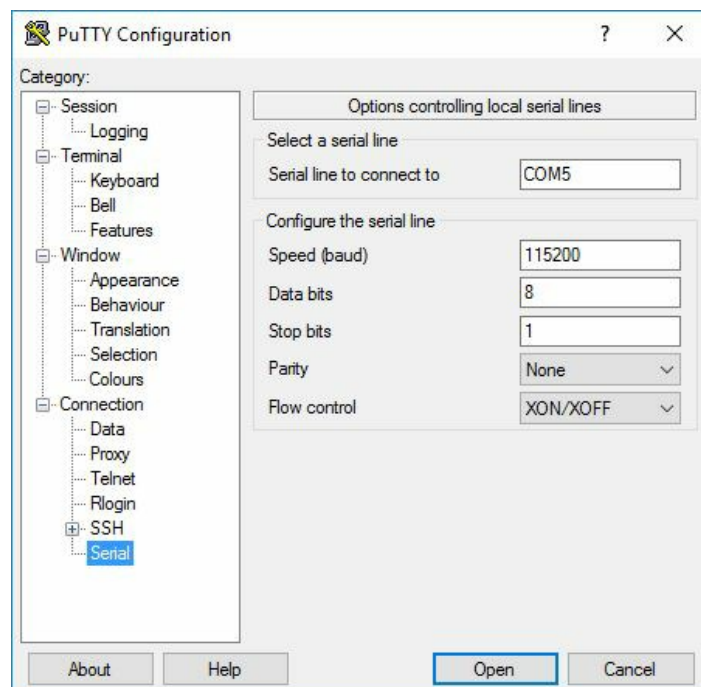 PuTTY Configuration
?
Category:
Session
Logging
Terminal
Keyboard
Bell
Features
Window
Appearance
Behaviour
Translation
Selection
Colours
Connection
Data
Proxy
Telnet
Rlogin
SSH
Serial
Options controlling local serial lines
Select a serial line
Serial line to connect to COM5
Configure the serial line
Speed (baud) 115200
Data bits 8
Stop bits 1
Parity None
Flow control XON/XOFF
About Help Open Cancel